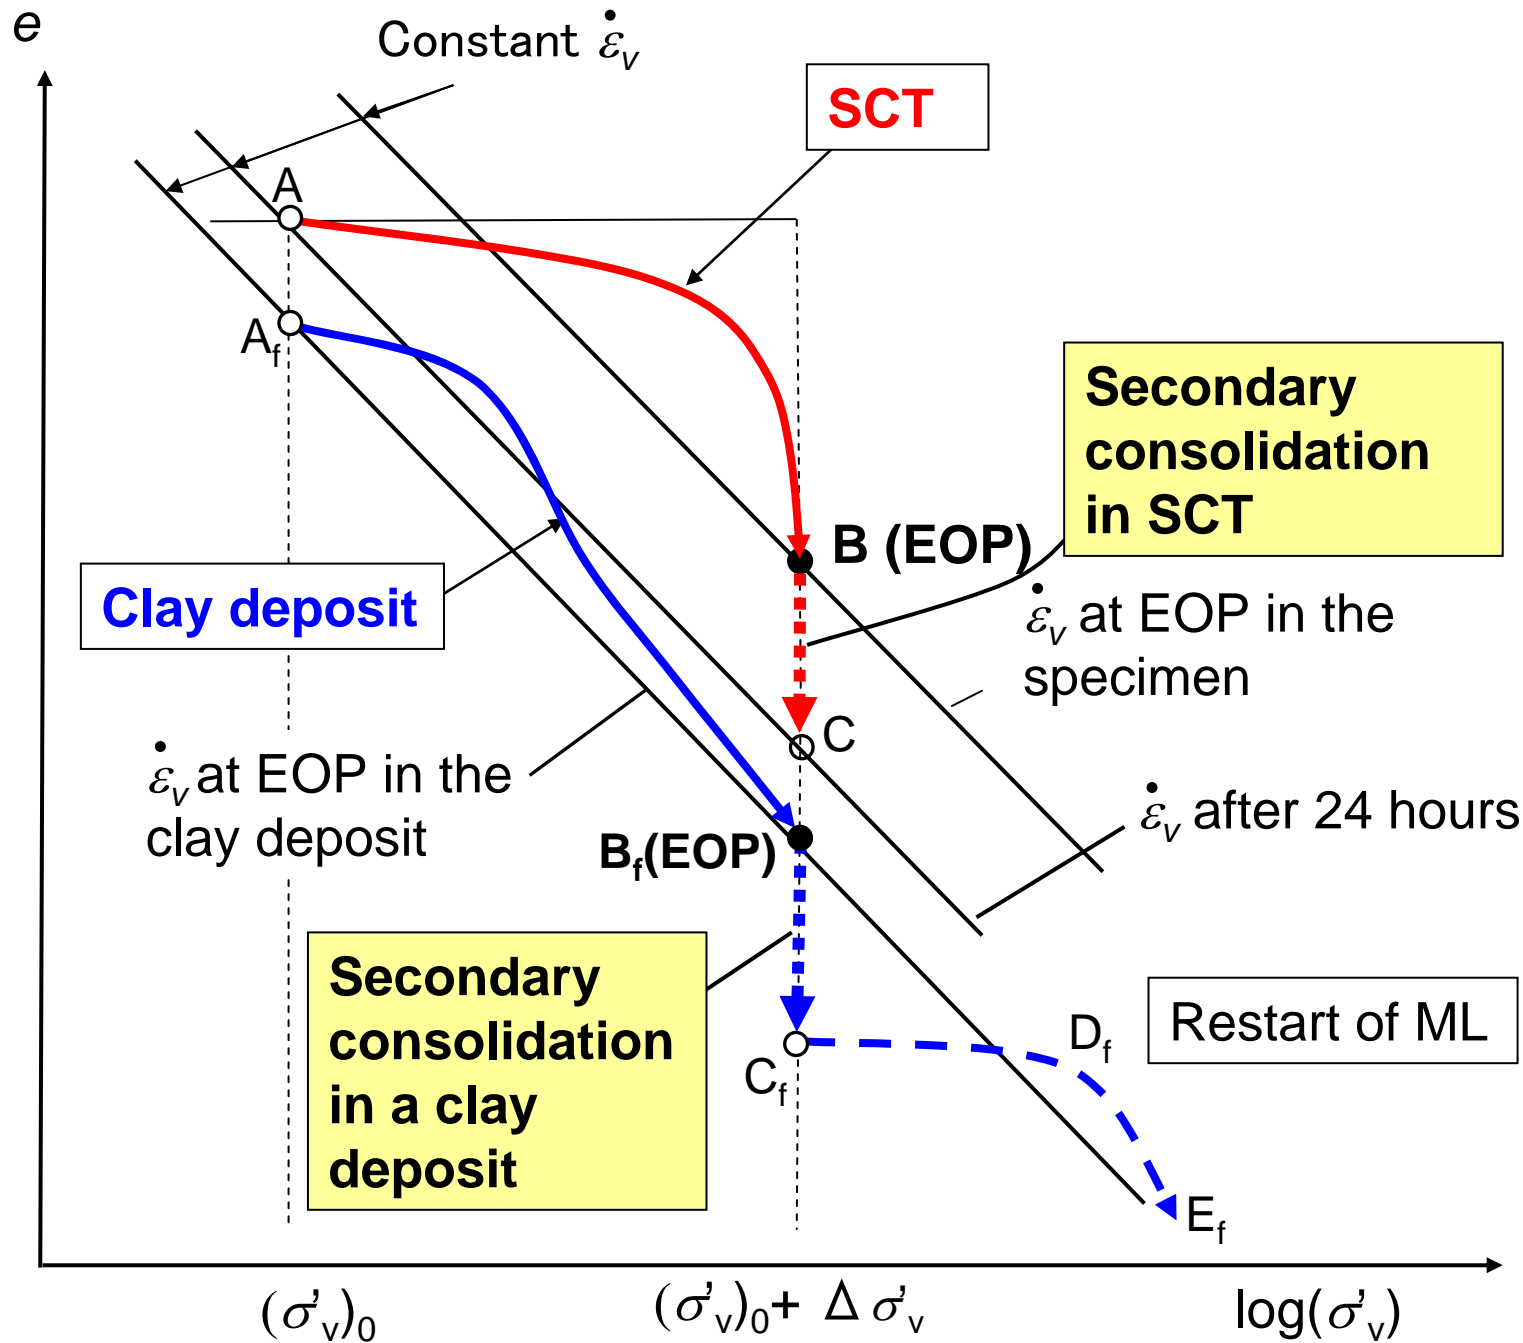 e
Constant ε̇v
SCT
A
Af
Secondary
consolidation
in SCT
B (EOP)
Clay deposit
ε̇v at EOP in the
specimen
C
ε̇v at EOP in the
clay deposit
ε̇v after 24 hours
Bf(EOP)
Secondary
consolidation
in a clay
deposit
Restart of ML
Df
Cf
Ef
(σ'v)0
(σ'v)0 + Δσ'v
log(σ'v)